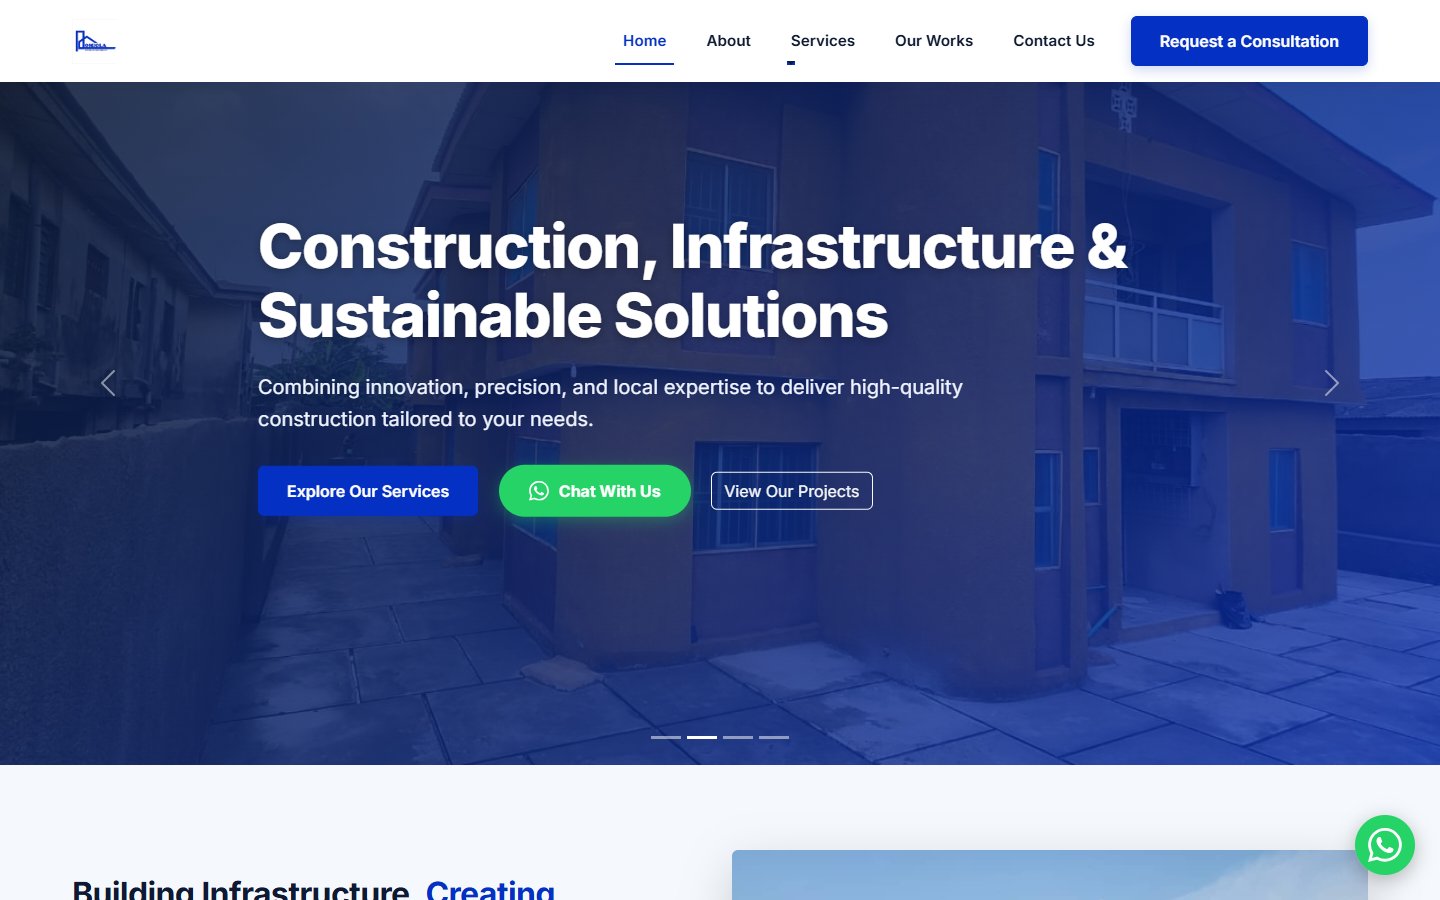 Home
About
Services
Our Works
Contact Us
Request a Consultation
Construction, Infrastructure &
Sustainable Solutions
Combining innovation, precision, and local expertise to deliver high-quality
construction tailored to your needs.
Explore Our Services
Chat With Us
View Our Projects
Building Infrastructure, Creating